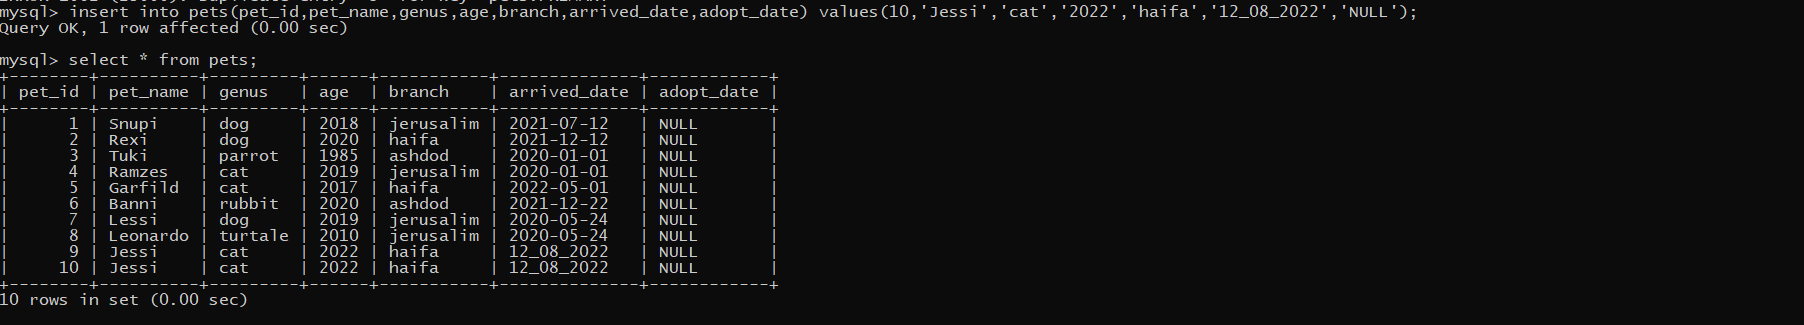 mysql> insert into pets(pet_id,pet_name,genus,age,branch,arrived_date,adopt_date) values(10,'Jessi','cat','2022','haifa','12_08_2022','NULL');
Query OK, 1 row affected (0.00 sec)

mysql> select * from pets;
+--------+----------+---------+------+-----------+--------------+------------+
| pet_id | pet_name | genus   | age  | branch    | arrived_date | adopt_date |
+--------+----------+---------+------+-----------+--------------+------------+
|      1 | Snupi    | dog     | 2018 | jerusalim | 2021-07-12   | NULL       |
|      2 | Rexi     | dog     | 2020 | haifa     | 2021-12-12   | NULL       |
|      3 | Tuki     | parrot  | 1985 | ashdod    | 2020-01-01   | NULL       |
|      4 | Ramzes   | cat     | 2019 | jerusalim | 2020-01-01   | NULL       |
|      5 | Garfild  | cat     | 2017 | haifa     | 2022-05-01   | NULL       |
|      6 | Banni    | rubbit  | 2020 | ashdod    | 2021-12-22   | NULL       |
|      7 | Lessi    | dog     | 2019 | jerusalim | 2020-05-24   | NULL       |
|      8 | Leonardo | turtale | 2010 | jerusalim | 2020-05-24   | NULL       |
|      9 | Jessi    | cat     | 2022 | haifa     | 12_08_2022   | NULL       |
|     10 | Jessi    | cat     | 2022 | haifa     | 12_08_2022   | NULL       |
+--------+----------+---------+------+-----------+--------------+------------+
10 rows in set (0.00 sec)